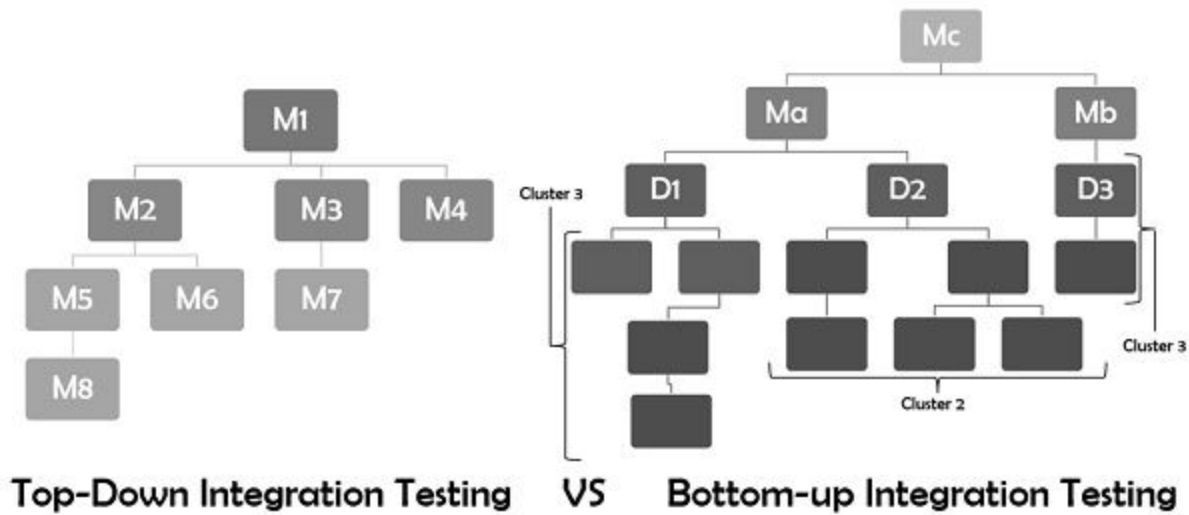 Mc
M1
Ma
Mb
M2
M3
M4
Cluster 3
D1
D2
D3
M5
M6
M7
M8
Cluster 3
Cluster 2
Top-Down Integration Testing VS Bottom-up Integration Testing